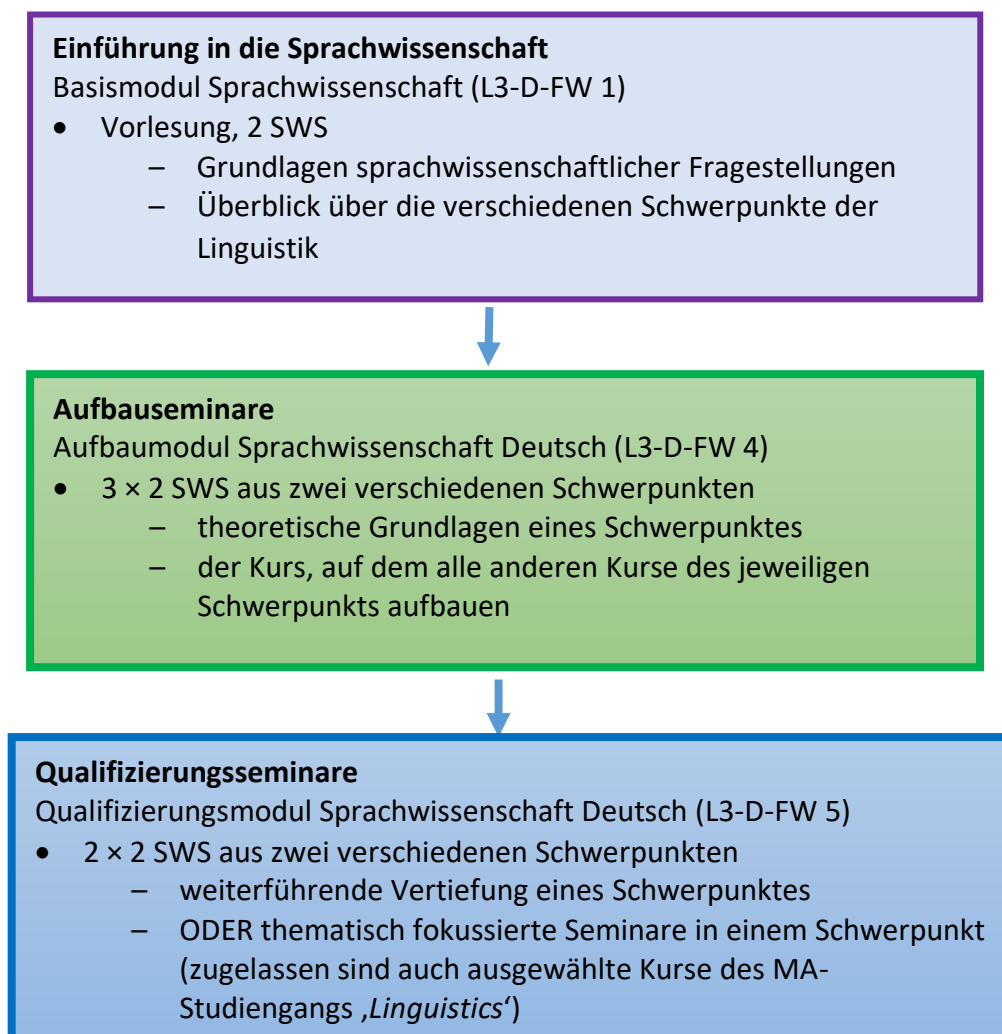 Einführung in die Sprachwissenschaft
Basismodul Sprachwissenschaft (L3-D-FW 1)
• Vorlesung, 2 SWS
– Grundlagen sprachwissenschaftlicher Fragestellungen
– Überblick über die verschiedenen Schwerpunkte der
Linguistik
Aufbauseminare
Aufbaumodul Sprachwissenschaft Deutsch (L3-D-FW 4)
• 3 × 2 SWS aus zwei verschiedenen Schwerpunkten
– theoretische Grundlagen eines Schwerpunktes
– der Kurs, auf dem alle anderen Kurse des jeweiligen
Schwerpunkts aufbauen
Qualifizierungsseminare
Qualifizierungsmodul Sprachwissenschaft Deutsch (L3-D-FW 5)
• 2 × 2 SWS aus zwei verschiedenen Schwerpunkten
– weiterführende Vertiefung eines Schwerpunktes
– ODER thematisch fokussierte Seminare in einem Schwerpunkt
(zugelassen sind auch ausgewählte Kurse des MA-
Studiengangs ‚Linguistics‘)